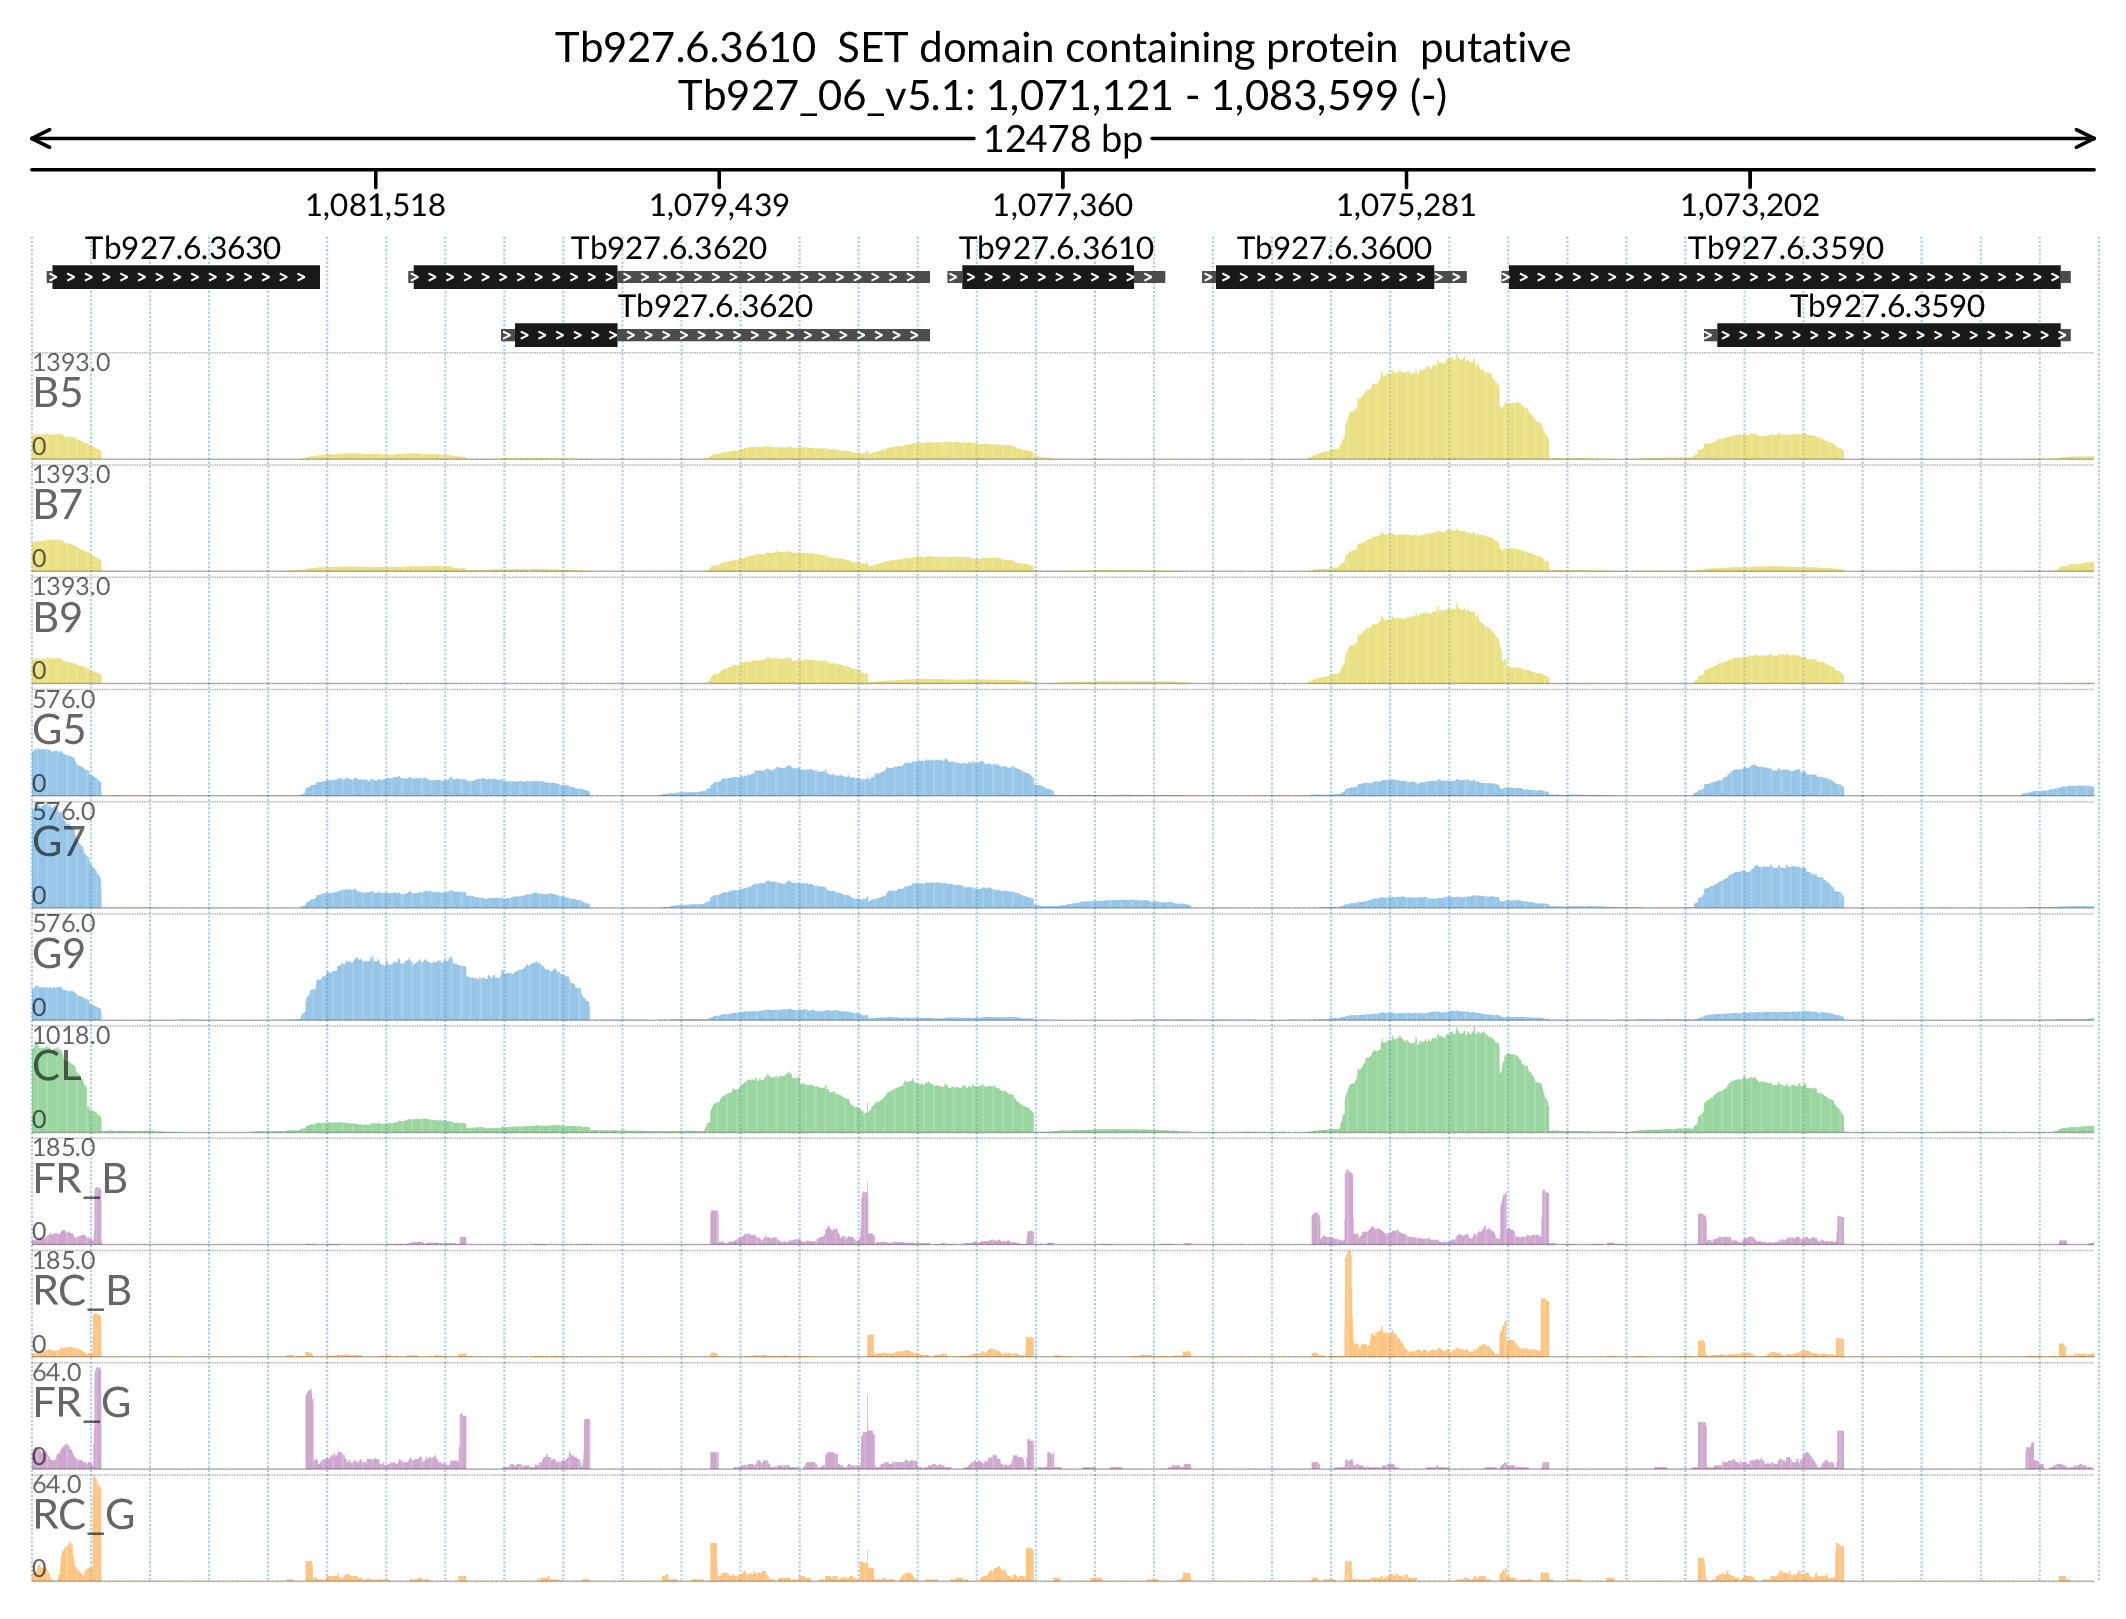 Tb927.6.3610  SET domain containing protein  putative
Tb927_06_v5.1: 1,071,121 - 1,083,599 (-)
12478 bp
1,081,518 1,079,439 1,077,360 1,075,281 1,073,202
Tb927.6.3630 Tb927.6.3620 Tb927.6.3610 Tb927.6.3600 Tb927.6.3590
Tb927.6.3620 Tb927.6.3590
1393.0
B5
0
1393.0
B7
0
1393.0
B9
0
576.0
G5
0
576.0
G7
0
576.0
G9
0
1018.0
CL
0
185.0
FR_B
0
185.0
RC_B
0
64.0
FR_G
0
64.0
RC_G
0